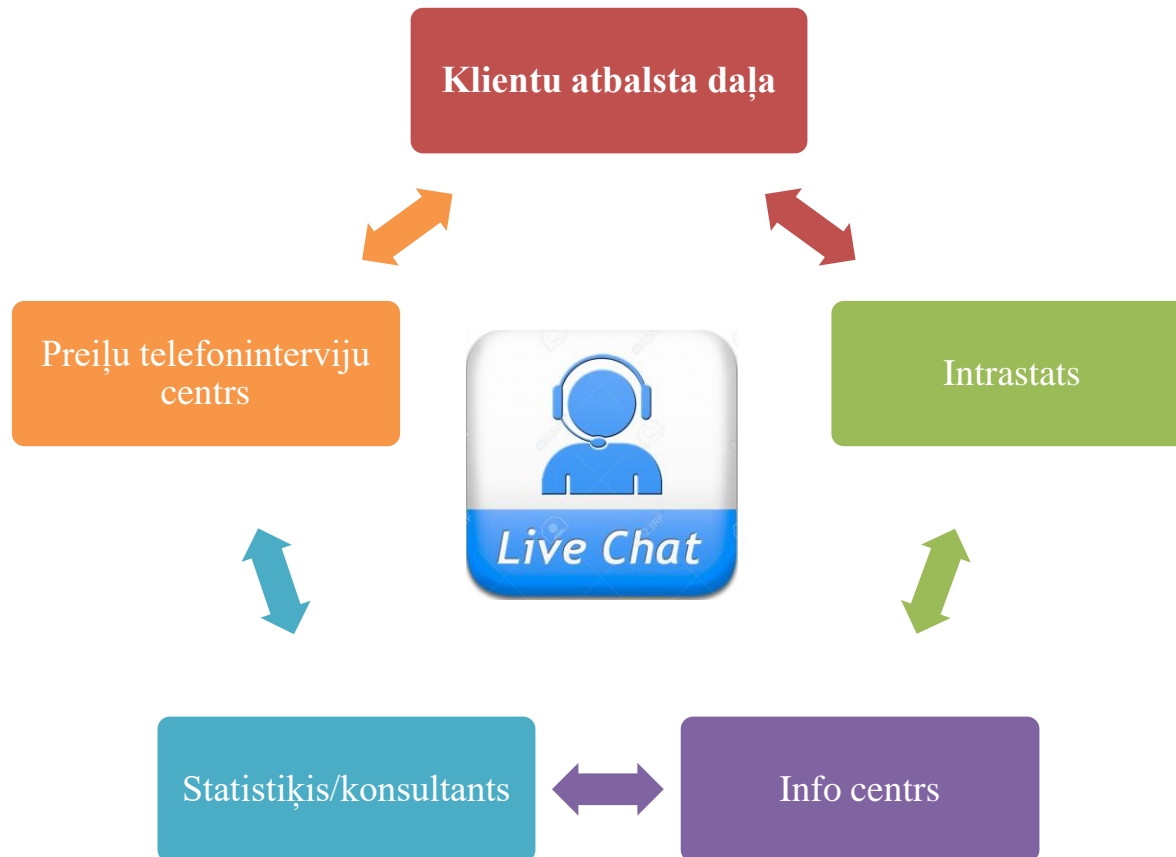 Klientu atbalsta daļa
Preiļu telefoninterviju
centrs
Intrastats
Live Chat
Statistiķis/konsultants
Info centrs